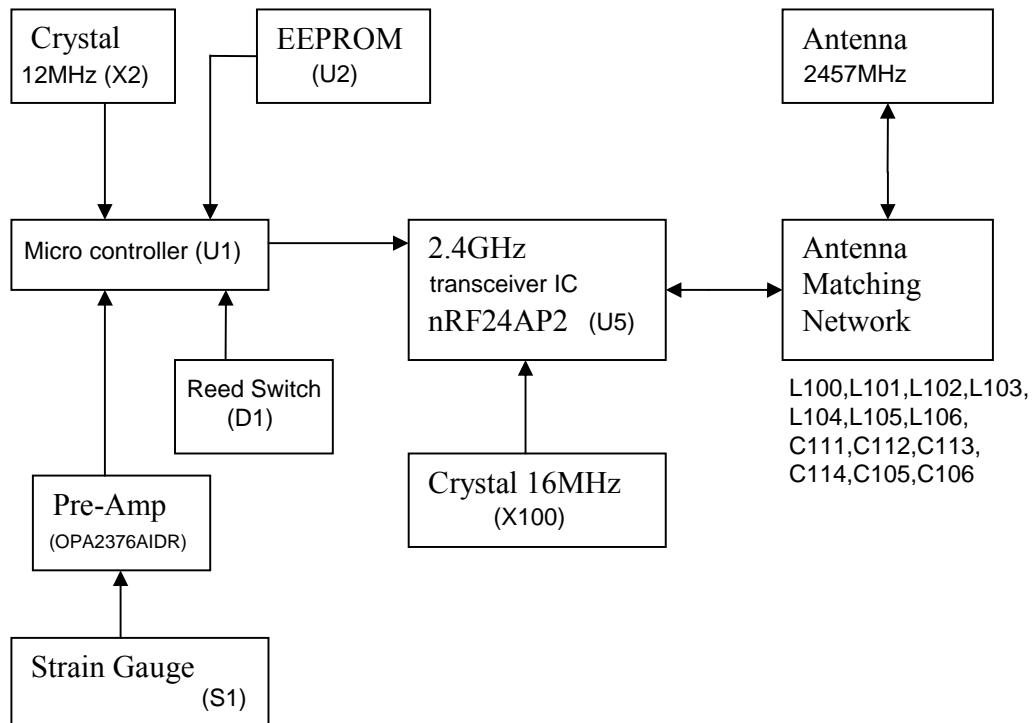 Crystal
12MHz (X2)
EEPROM
(U2)
Antenna
2457MHz
Micro controller (U1)
2.4GHz
transceiver IC
nRF24AP2 (U5)
Antenna
Matching
Network
Reed Switch
(D1)
L100,L101,L102,L103,
L104,L105,L106,
C111,C112,C113,
C114,C105,C106
Crystal 16MHz
(X100)
Pre-Amp
(OPA2376AIDR)
Strain Gauge
(S1)